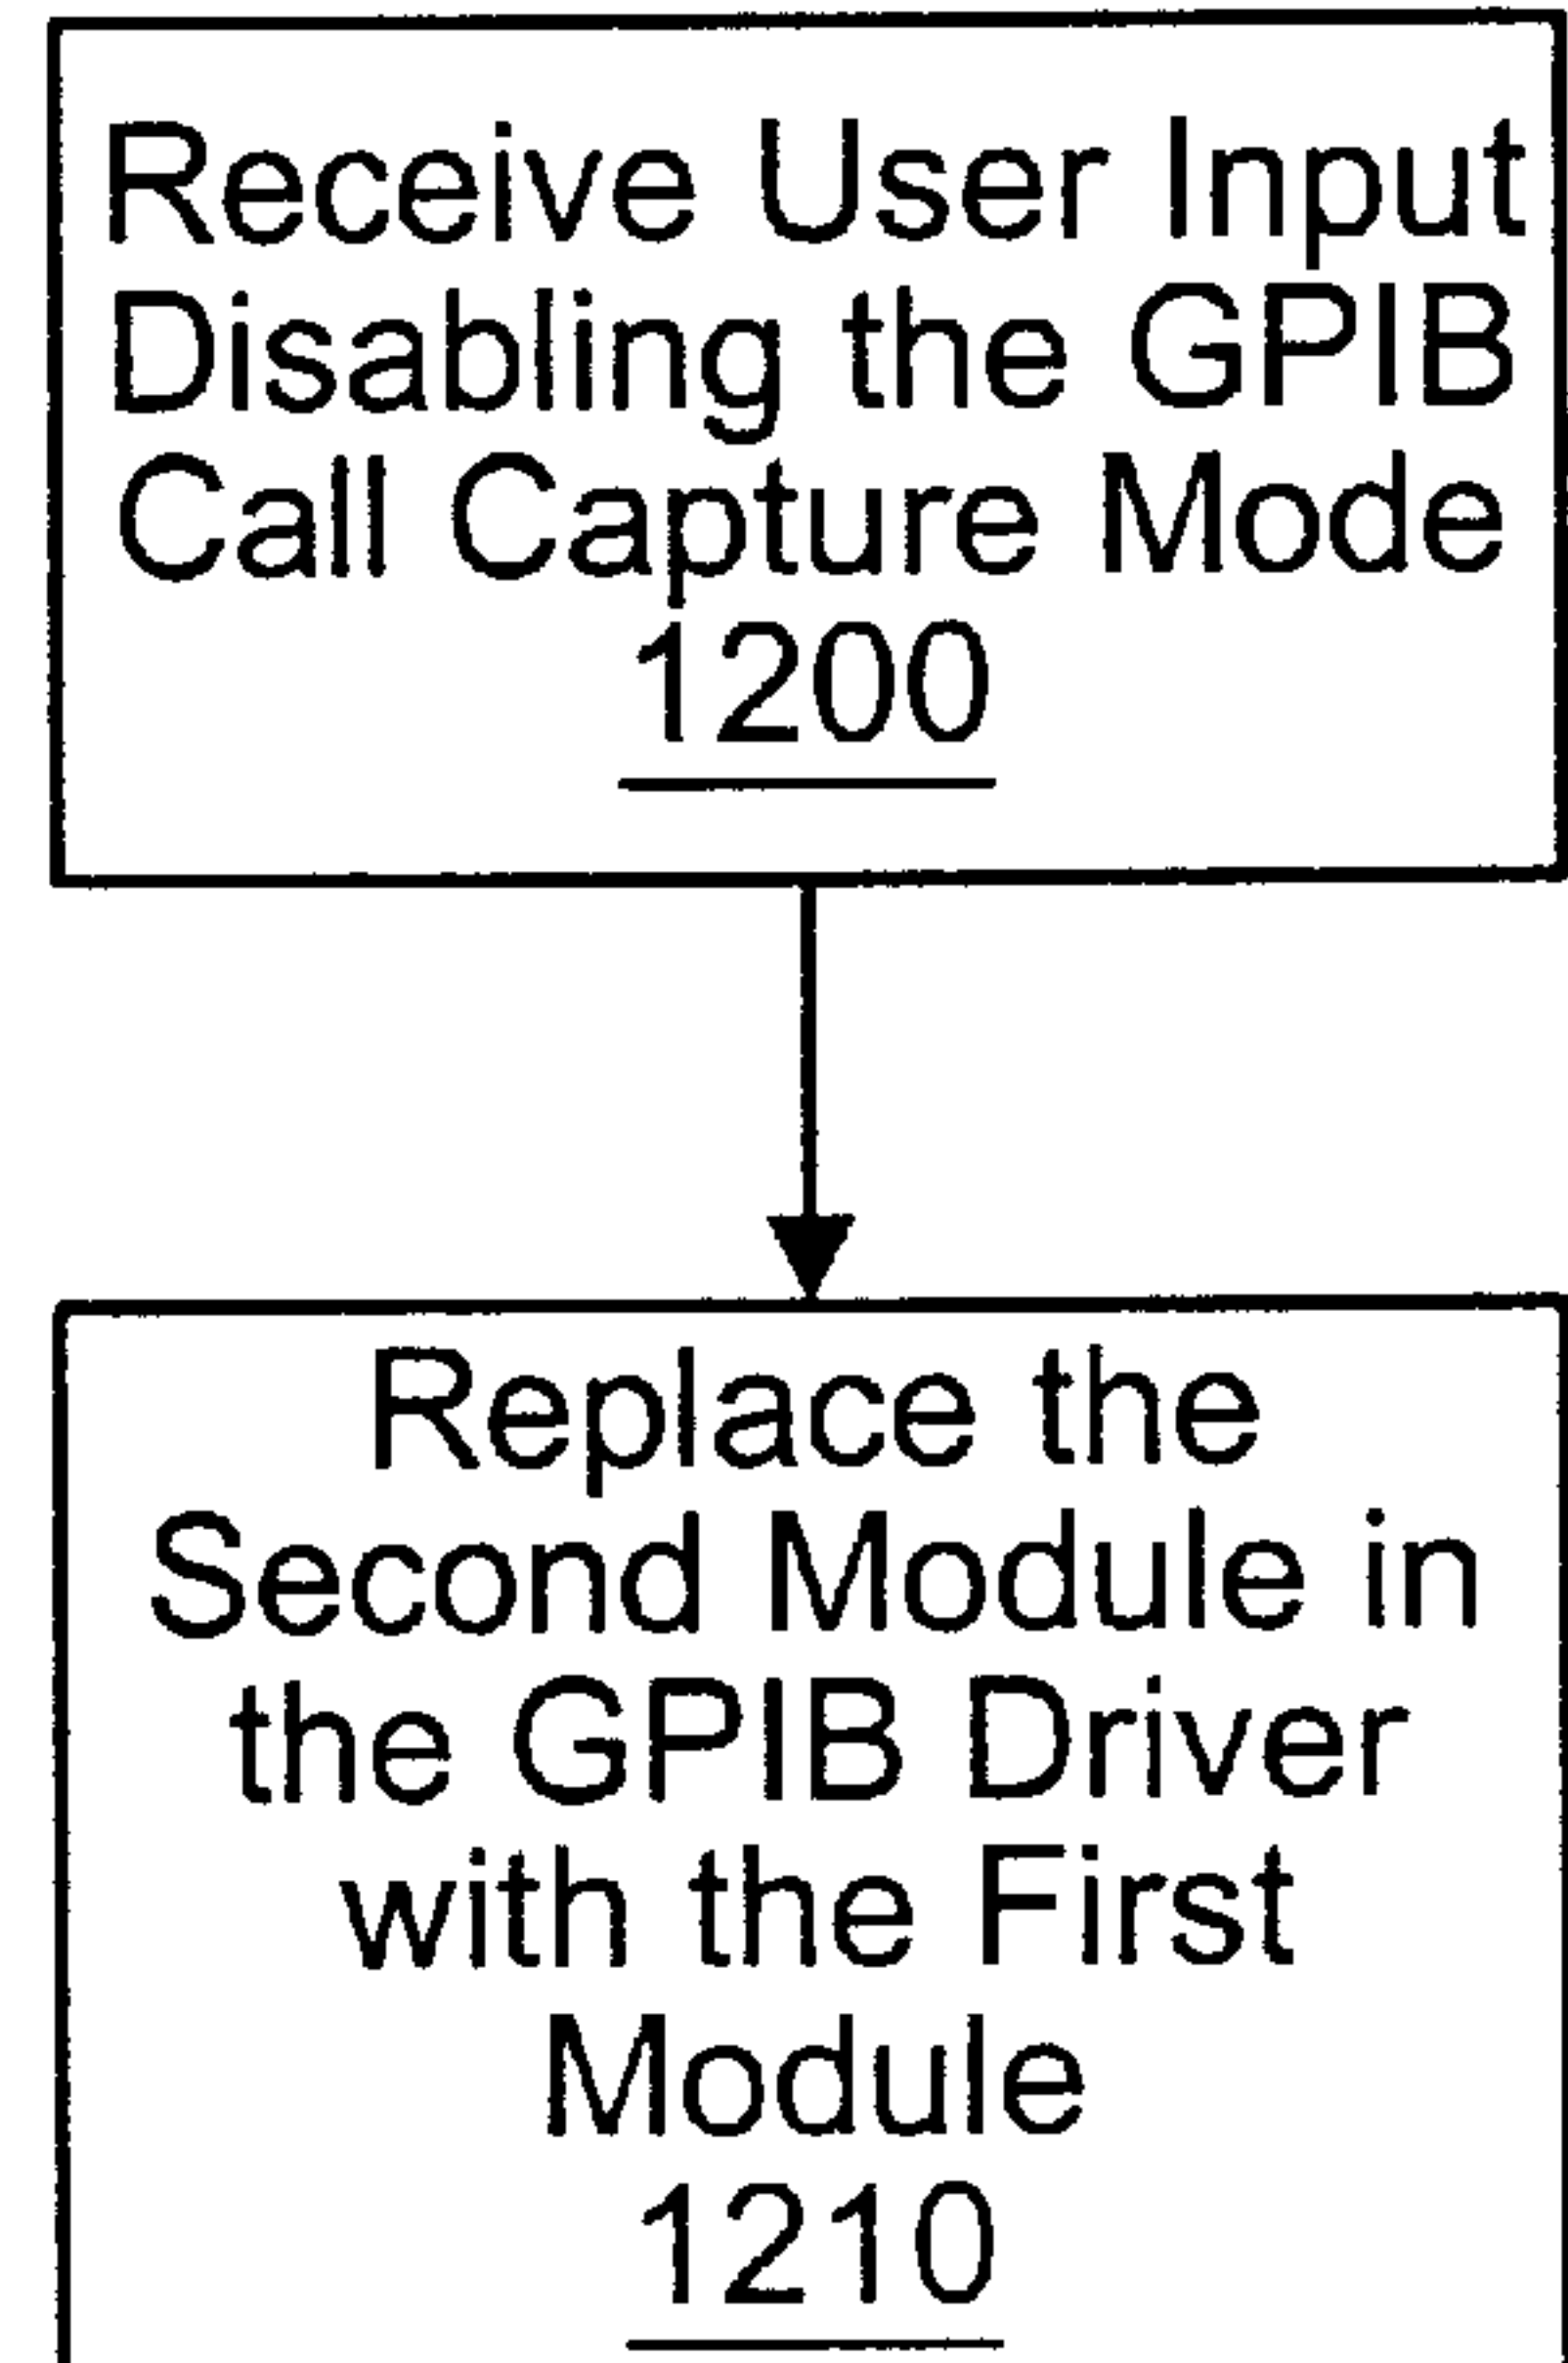 Receive User Input
Disabling the GPIB
Call Capture Mode
1200
Replace the
Second Module in
the GPIB Driver
with the First
Module
1210